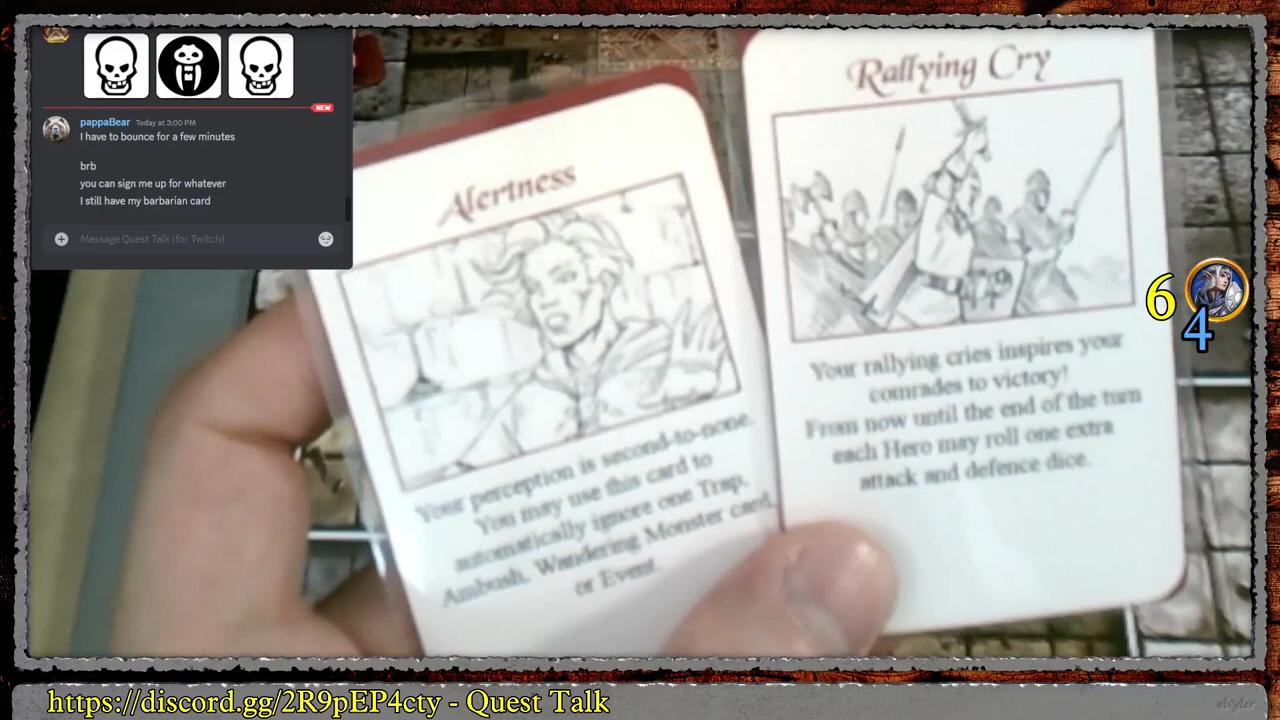 NEW
pappaBear Today at 3:00 PM
I have to bounce for a few minutes
brb
you can sign me up for whatever
I still have my barbarian card
Message Quest Talk (for Twitch)
Alertness
Your perception is second-to-none.
You may use this card to
automatically ignore one Trap,
Ambush, Wandering Monster card,
or Event.
Rallying Cry
Your rallying cries inspires your
comrades to victory!
From now until the end of the turn
each Hero may roll one extra
attack and defence dice.
6
4
https://discord.gg/2R9pEP4cty - Quest Talk